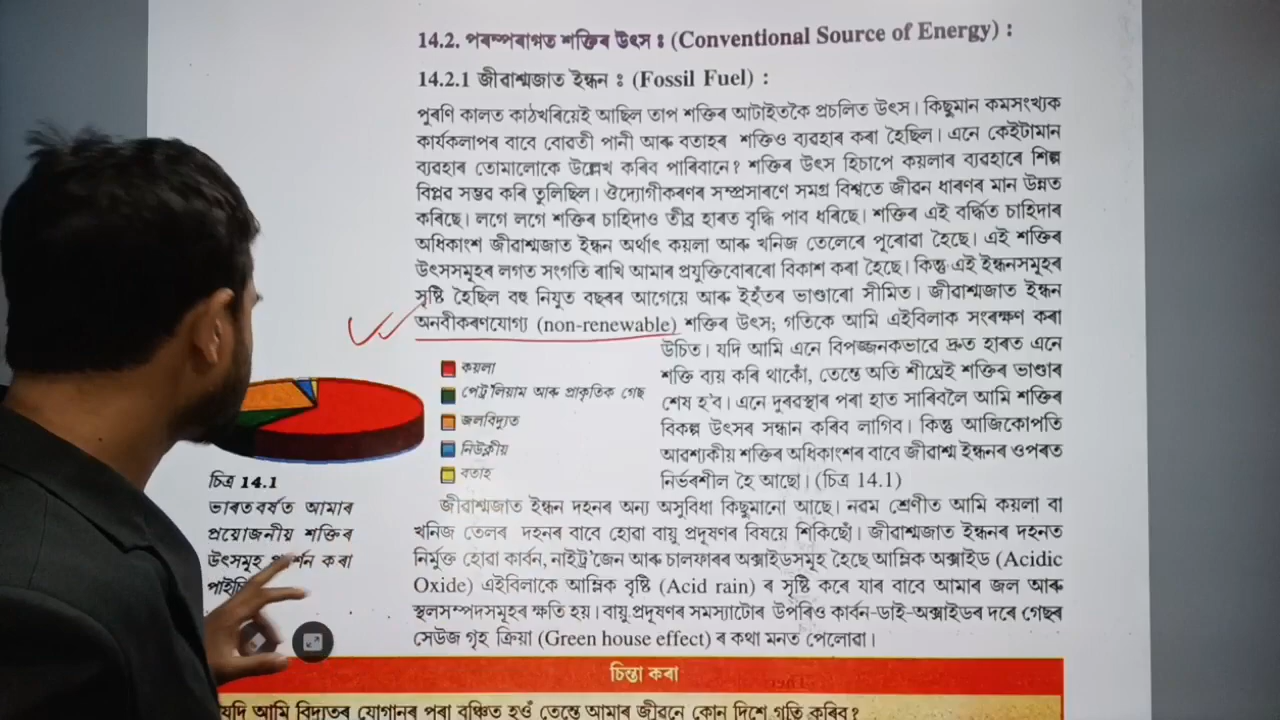 14.2. পৰম্পৰাগত শক্তিৰ উৎস : (Conventional Source of Energy) :
14.2.1 জীৱাশ্মজাত ইন্ধন : (Fossil Fuel) :
পুৰণি কালত কাঠখৰিয়েই আছিল তাপ শক্তিৰ আটাইতকৈ প্ৰচলিত উৎস। কিছুমান কমসংখ্যক
কাৰ্যকলাপৰ বাবে বোৱতী পানী আৰু বতাহৰ শক্তিও ব্যৱহাৰ কৰা হৈছিল। এনে কেইটামান
ব্যৱহাৰ তোমালোকে উল্লেখ কৰিব পাৰিবানে? শক্তিৰ উৎস হিচাপে কয়লাৰ ব্যৱহাৰে শিল্প
বিপ্লৱ সম্ভৱ কৰি তুলিছিল। ঔদ্যোগীকৰণৰ সম্প্ৰসাৰণে সমগ্ৰ বিশ্বতে জীৱন ধাৰণৰ মান উন্নত
কৰিছে। লগে লগে শক্তিৰ চাহিদাও তীব্ৰ হাৰত বৃদ্ধি পাব ধৰিছে। শক্তিৰ এই বৰ্দ্ধিত চাহিদাৰ
অধিকাংশ জীৱাশ্মজাত ইন্ধন অৰ্থাৎ কয়লা আৰু খনিজ তেলেৰে পূৰোৱা হৈছে। এই শক্তিৰ
উৎসসমূহৰ লগত সংগতি ৰাখি আমাৰ প্ৰযুক্তিবোৰৰো বিকাশ কৰা হৈছে। কিন্তু এই ইন্ধনসমূহৰ
সৃষ্টি হৈছিল বহু নিযুত বছৰৰ আগেয়ে আৰু ইহঁতৰ ভাণ্ডাৰো সীমিত। জীৱাশ্মজাত ইন্ধন
অনবীকৰণযোগ্য (non-renewable) শক্তিৰ উৎস; গতিকে আমি এইবিলাক সংৰক্ষণ কৰা
উচিত। যদি আমি এনে বিপজ্জনকভাৱে দ্ৰুত হাৰত এনে
শক্তি ব্যয় কৰি থাকোঁ, তেন্তে অতি শীঘ্ৰেই শক্তিৰ ভাণ্ডাৰ
শেষ হ'ব। এনে দুৰৱস্থাৰ পৰা হাত সাৰিবলৈ আমি শক্তিৰ
বিকল্প উৎসৰ সন্ধান কৰিব লাগিব। কিন্তু আজিকোপতি
আৱশ্যকীয় শক্তিৰ অধিকাংশৰ বাবে জীৱাশ্ম ইন্ধনৰ ওপৰত
নিৰ্ভৰশীল হৈ আছো। (চিত্ৰ 14.1)
কয়লা
পেট্ৰ'লিয়াম আৰু প্ৰাকৃতিক গেছ
জলবিদ্যুত
নিউক্লীয়
বতাহ
চিত্ৰ 14.1
ভাৰতবৰ্ষত আমাৰ
প্ৰয়োজনীয় শক্তিৰ
উৎসসমূহ কৰা
জীৱাশ্মজাত ইন্ধন দহনৰ অন্য অসুবিধা কিছুমানো আছে। নৱম শ্ৰেণীত আমি কয়লা বা
খনিজ তেলৰ দহনৰ বাবে হোৱা বায়ু প্ৰদূষণৰ বিষয়ে শিকিছোঁ। জীৱাশ্মজাত ইন্ধনৰ দহনত
নিৰ্মুক্ত হোৱা কাৰ্বন, নাইট্ৰ'জেন আৰু চালফাৰৰ অক্সাইডসমূহ হৈছে আম্লিক অক্সাইড (Acidic
Oxide) এইবিলাকে আম্লিক বৃষ্টি (Acid rain) ৰ সৃষ্টি কৰে যাৰ বাবে আমাৰ জল আৰু
স্থলসম্পদসমূহৰ ক্ষতি হয়। বায়ু প্ৰদূষণৰ সমস্যাটোৰ উপৰিও কাৰ্বন-ডাই-অক্সাইডৰ দৰে গেছৰ
সেউজ গৃহ ক্ৰিয়া (Green house effect) ৰ কথা মনত পেলোৱা।
চিন্তা কৰা
যদি আমি বিদ্যুতৰ যোগানৰ পৰা বঞ্চিত হওঁ তেন্তে আমাৰ জীৱনে কোন দিশে গতি কৰিব?